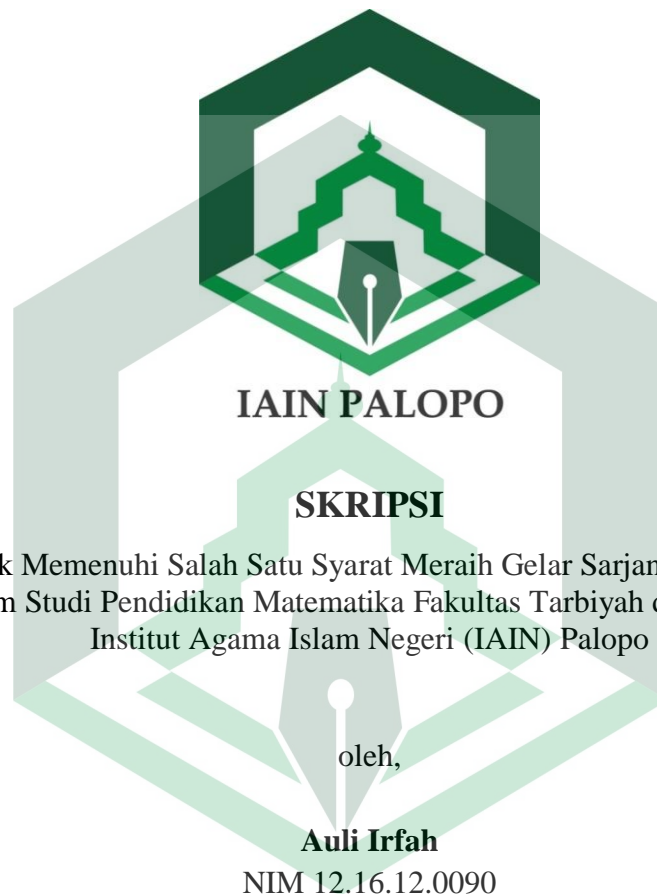 IAIN PALOPO
SKRIPSI
k Memenuhi Salah Satu Syarat Meraih Gelar Sarjan
m Studi Pendidikan Matematika Fakultas Tarbiyah d
Institut Agama Islam Negeri (IAIN) Palopo
oleh,
Auli Irfah
NIM 12.16.12.0090